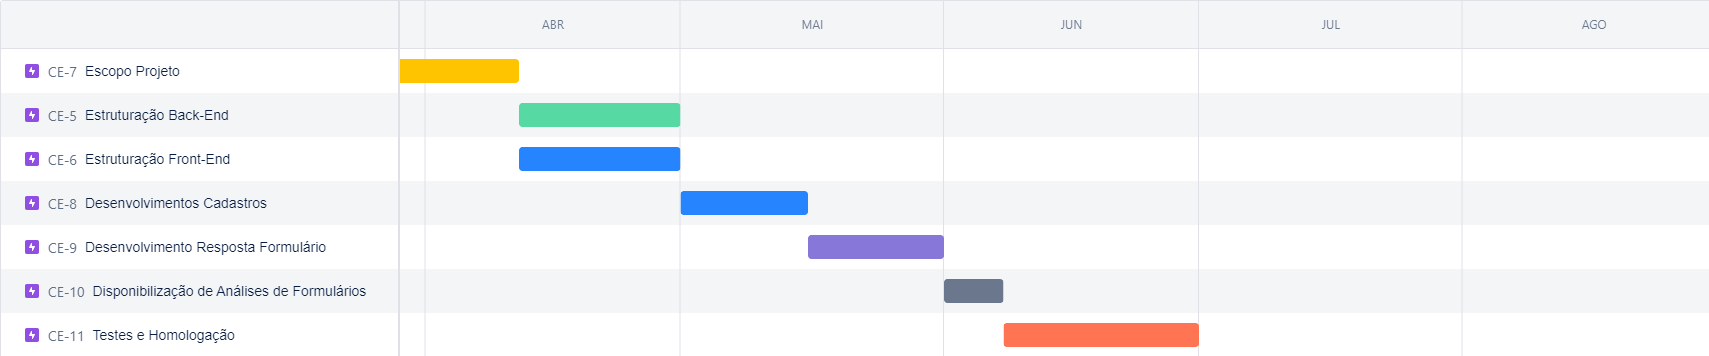 ABR MAI JUN JUL AGO
CE-7 Escopo Projeto
CE-5 Estruturação Back-End
CE-6 Estruturação Front-End
CE-8 Desenvolvimentos Cadastros
CE-9 Desenvolvimento Resposta Formulário
CE-10 Disponibilização de Análises de Formulários
CE-11 Testes e Homologação